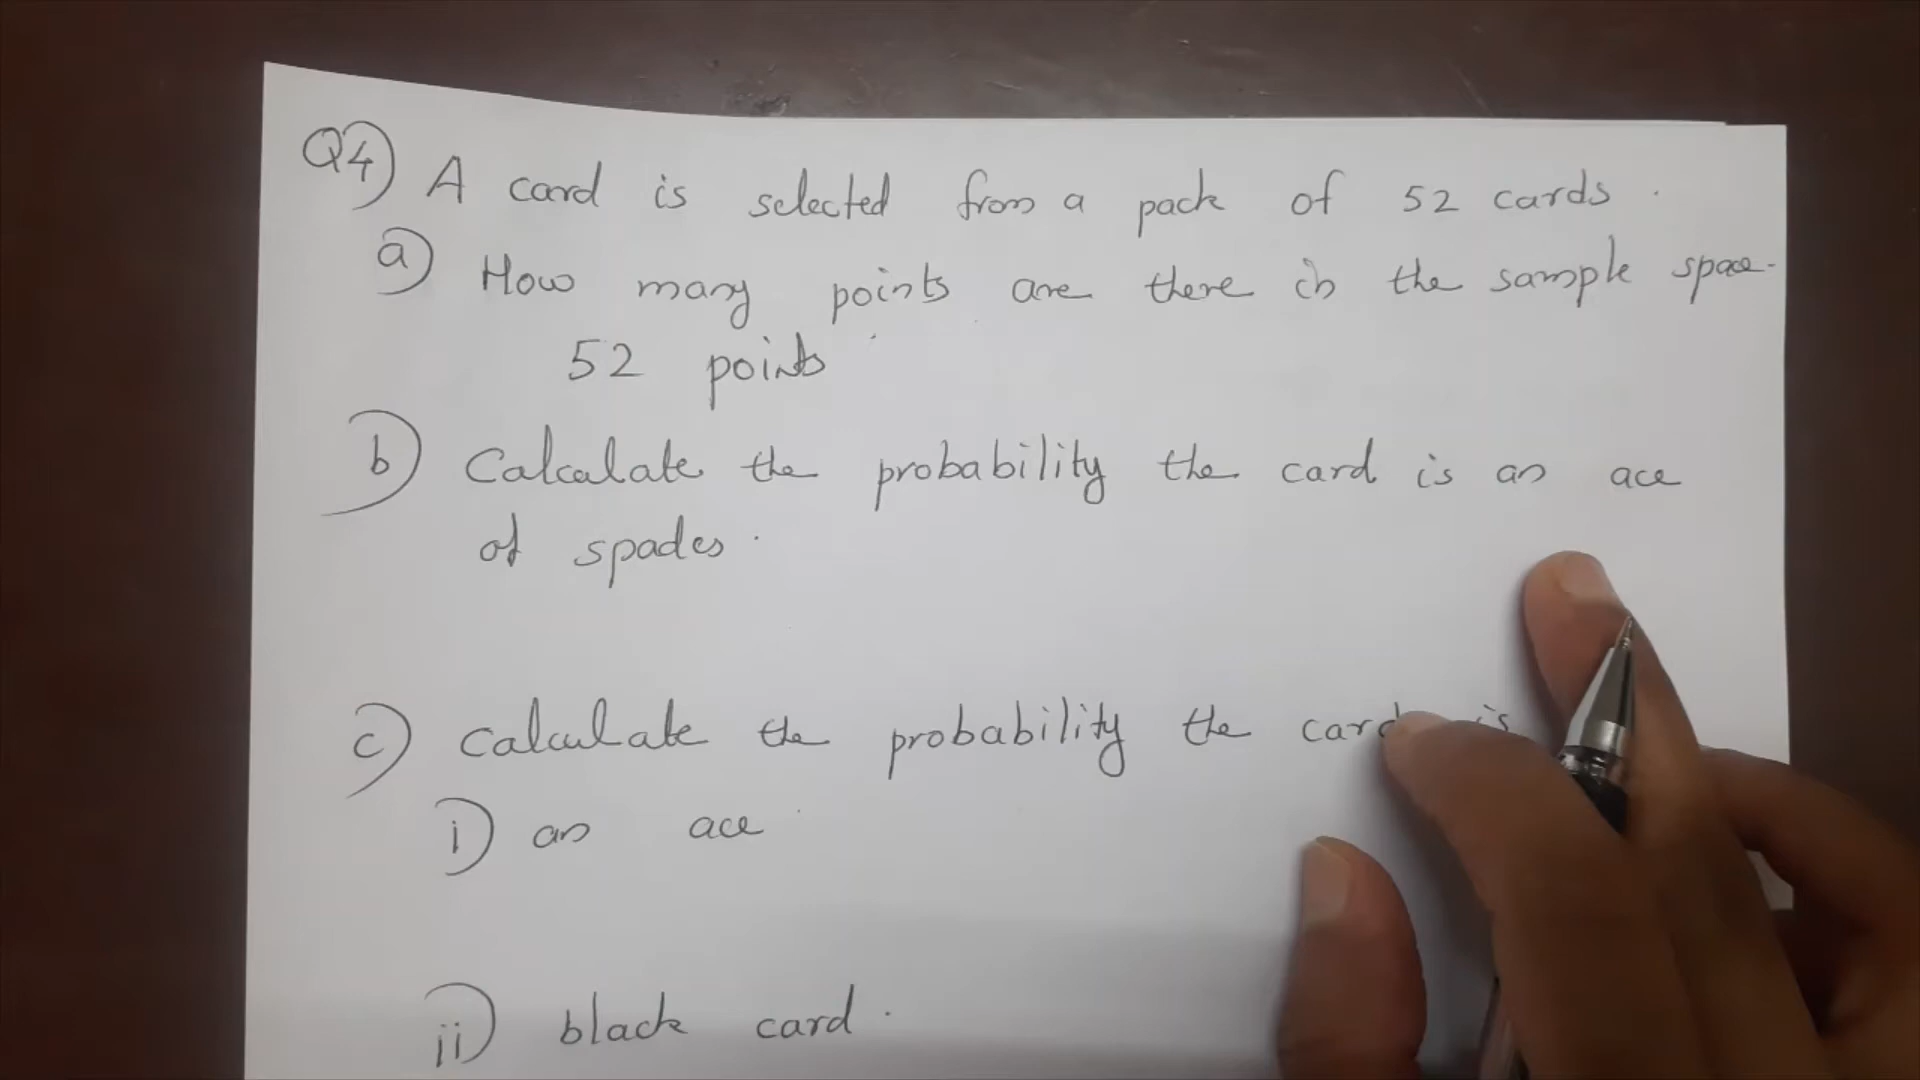 Q4) A card is selected from a pack of 52 cards.
a) How many points are there in the sample space.
52 points
b) Calculate the probability the card is an ace
of spades.
c) Calculate the probability the card is
i) an ace
ii) black card.